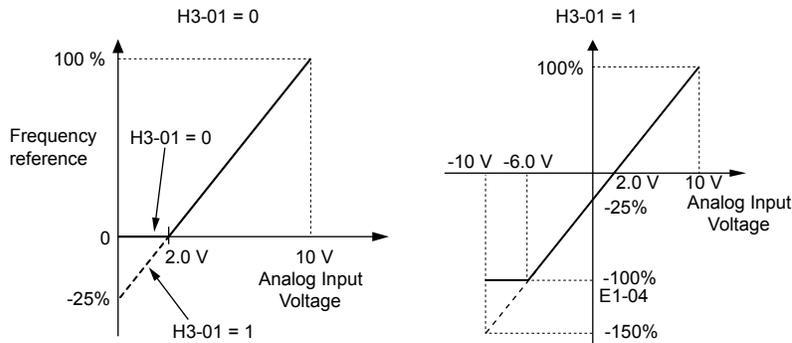 H3-01 = 0
100 %
Frequency
reference
H3-01 = 0
0
2.0 V
10 V
Analog Input
Voltage
-25%
H3-01 = 1
H3-01 = 1
100%
-10 V
-6.0 V
2.0 V
10 V
Analog Input
Voltage
-25%
-100%
E1-04
-150%